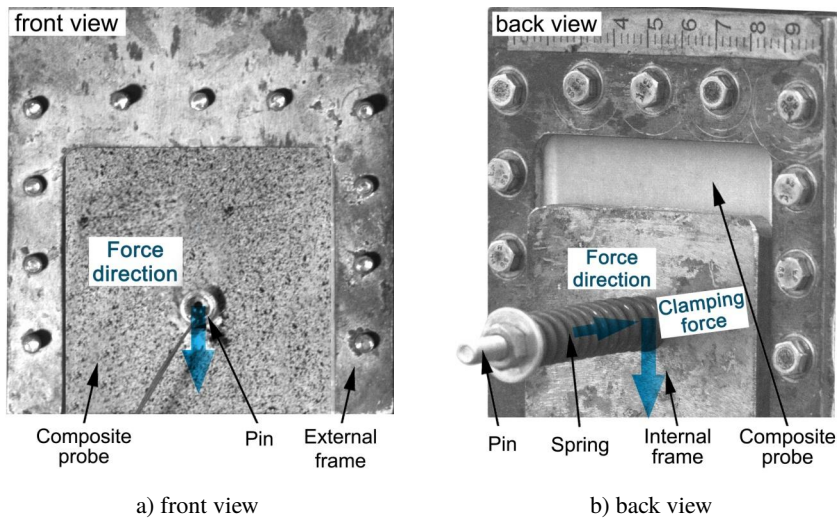 front view
Force
direction
Composite
probe
Pin
External
frame
a) front view
back view
4 5 6 7 8 9
Force
direction
Clamping
force
Pin
Spring
Internal
frame
Composite
probe
b) back view